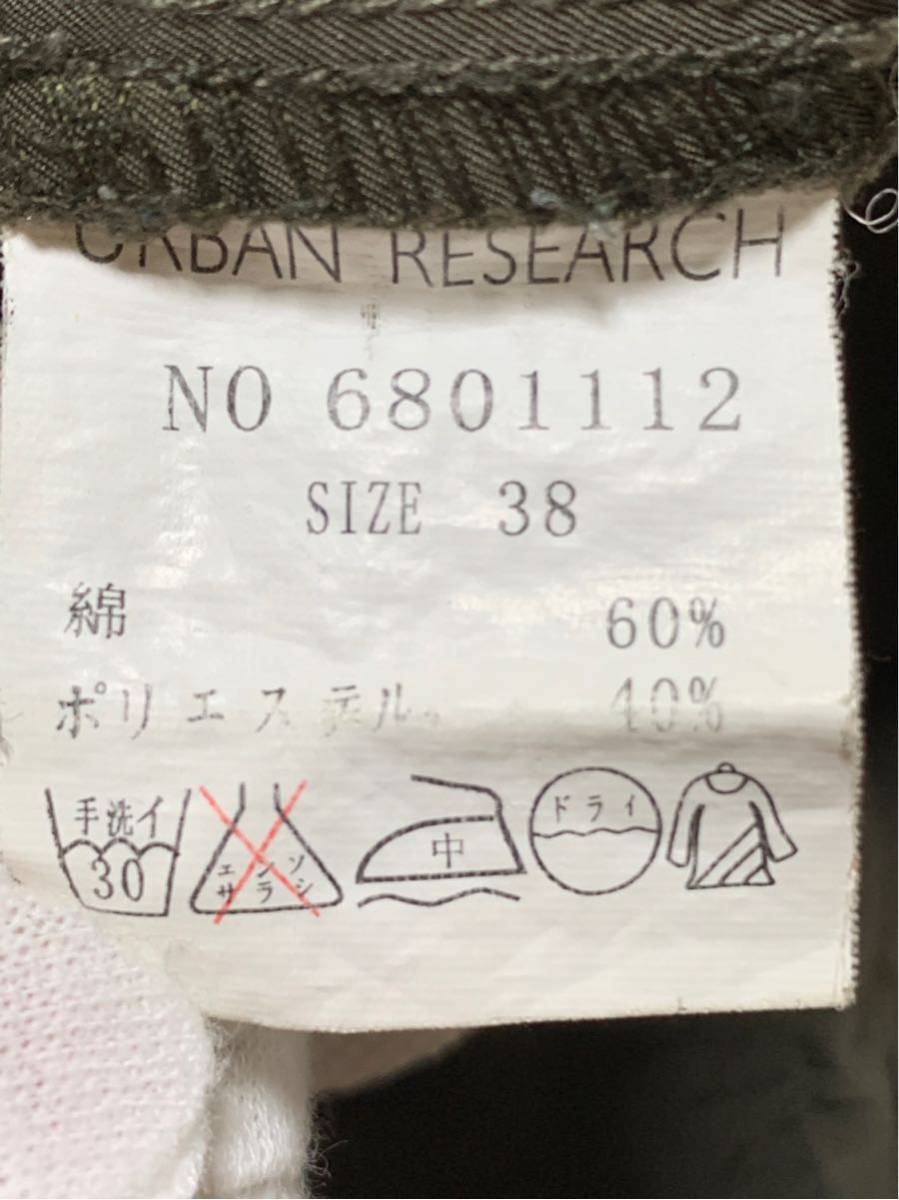 URBAN RESEARCH
NO 6801112
SIZE 38
綿 60%
ポリエステル 40%
手洗イ 30
エンソサラシ
中
ドライ